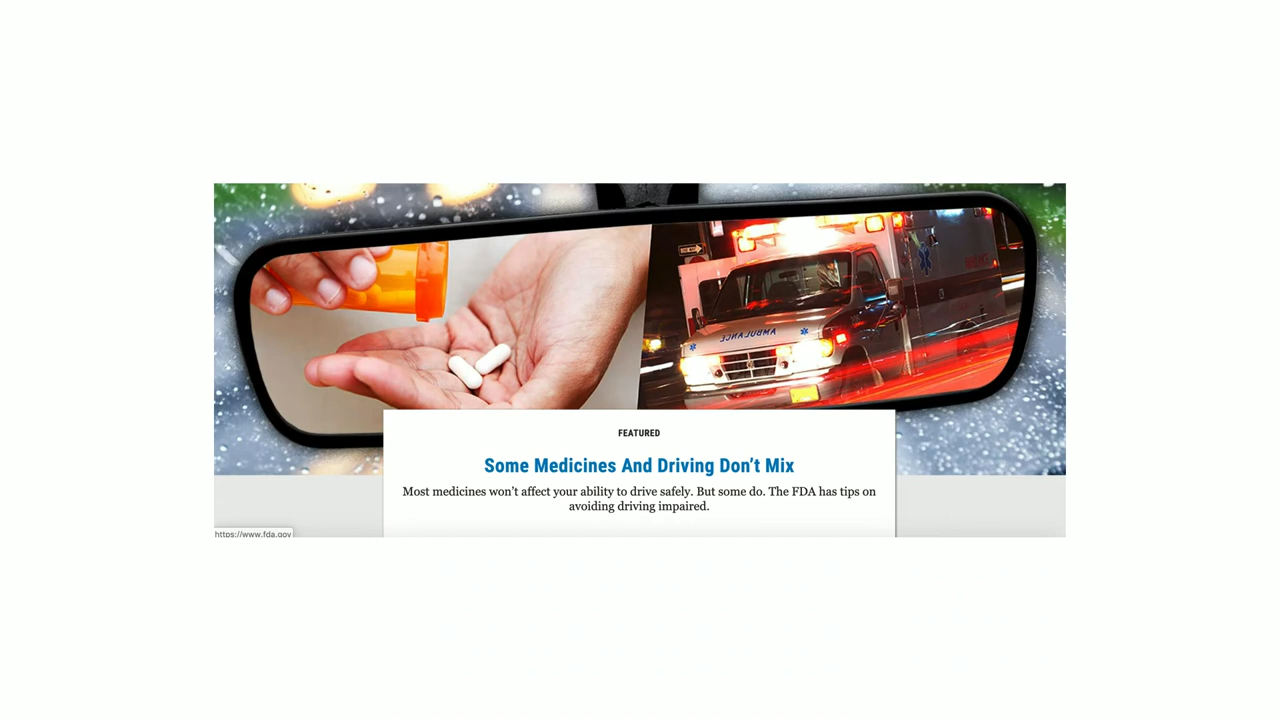 AMBULANCE
FEATURED
Some Medicines And Driving Don’t Mix
Most medicines won’t affect your ability to drive safely. But some do. The FDA has tips on
avoiding driving impaired.
https://www.fda.gov